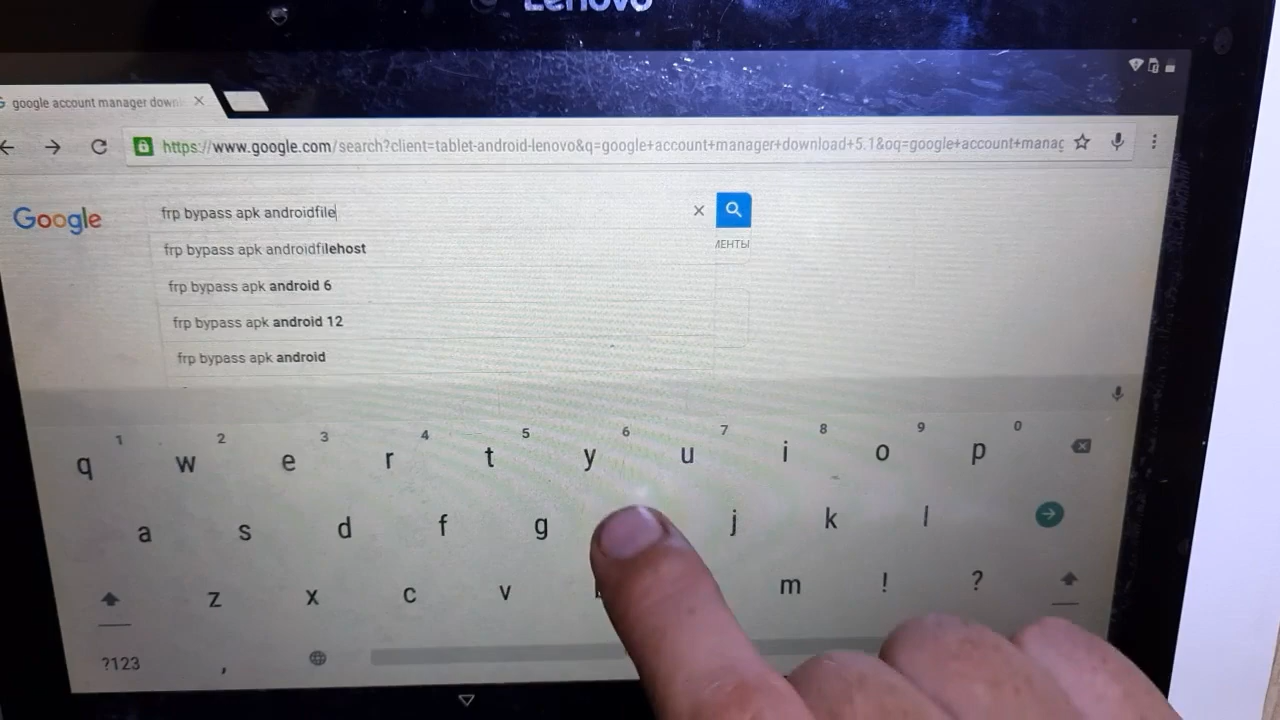 Lenovo
google account manager down
https://www.google.com/search?client=tablet-android-lenovo&q=google+account+manager+download+5.1&oq=google+account+manag
Google
frp bypass apk androidfile
ЛЕНТЫ
frp bypass apk androidfilehost
frp bypass apk android 6
frp bypass apk android 12
frp bypass apk android
1 2 3 4 5 6 7 8 9 0
q w e r t y u i o p
a s d f g j k l
z x c v m ! ?
?123 ,